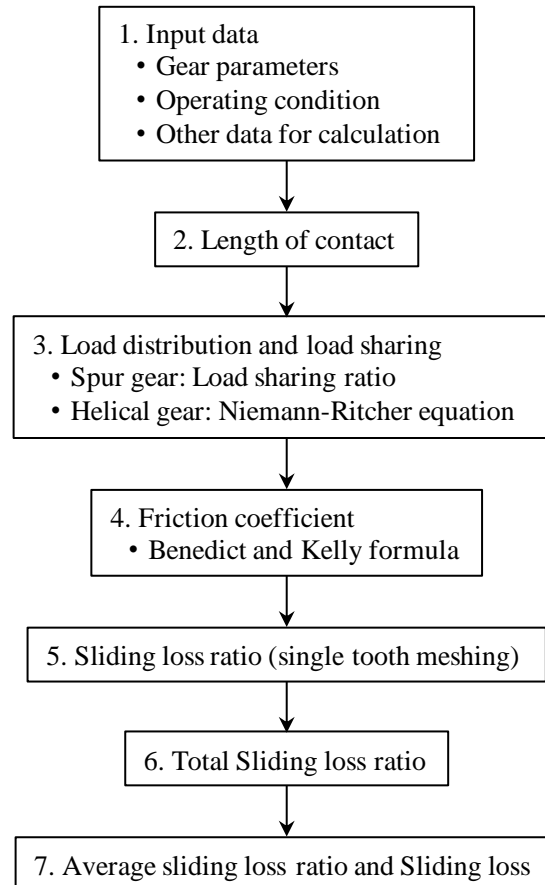 1. Input data
• Gear parameters
• Operating condition
• Other data for calculation
2. Length of contact
3. Load distribution and load sharing
• Spur gear: Load sharing ratio
• Helical gear: Niemann-Ritcher equation
4. Friction coefficient
• Benedict and Kelly formula
5. Sliding loss ratio (single tooth meshing)
6. Total Sliding loss ratio
7. Average sliding loss ratio and Sliding loss